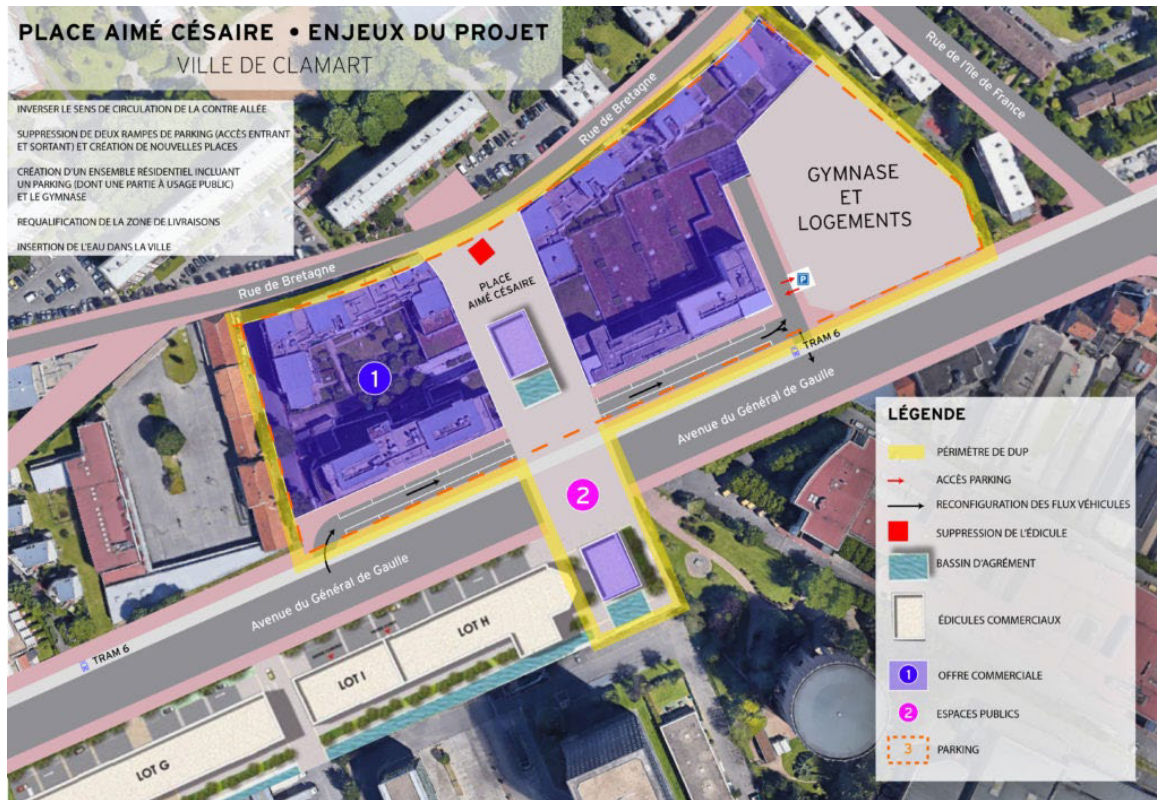 PLACE AIMÉ CÉSAIRE • ENJEUX DU PROJET
VILLE DE CLAMART
INVERSER LE SENS DE CIRCULATION DE LA CONTRE ALLÉE
SUPPRESSION DE DEUX RAMPES DE PARKING (ACCÈS ENTRANT
ET SORTANT) ET CRÉATION DE NOUVELLES PLACES
CRÉATION D'UN ENSEMBLE RÉSIDENTIEL INCLUANT
UN PARKING (DONT UNE PARTIE À USAGE PUBLIC)
ET LE GYMNASE
REQUALIFICATION DE LA ZONE DE LIVRAISONS
INSERTION DE L'EAU DANS LA VILLE
Rue de Bretagne
Rue de l'Ile de France
Rue de Bretagne
GYMNASE
ET
LOGEMENTS
PLACE
AIMÉ CÉSAIRE
P
TRAM 6
1
2
Avenue du Général de Gaulle
Avenue du Général de Gaulle
TRAM 6
LOT H
LOT I
LOT G
LÉGENDE
PÉRIMÈTRE DE DUP
ACCÈS PARKING
RECONFIGURATION DES FLUX VÉHICULES
SUPPRESSION DE L'ÉDICULE
BASSIN D'AGRÉMENT
ÉDICULES COMMERCIAUX
1 OFFRE COMMERCIALE
2 ESPACES PUBLICS
3 PARKING